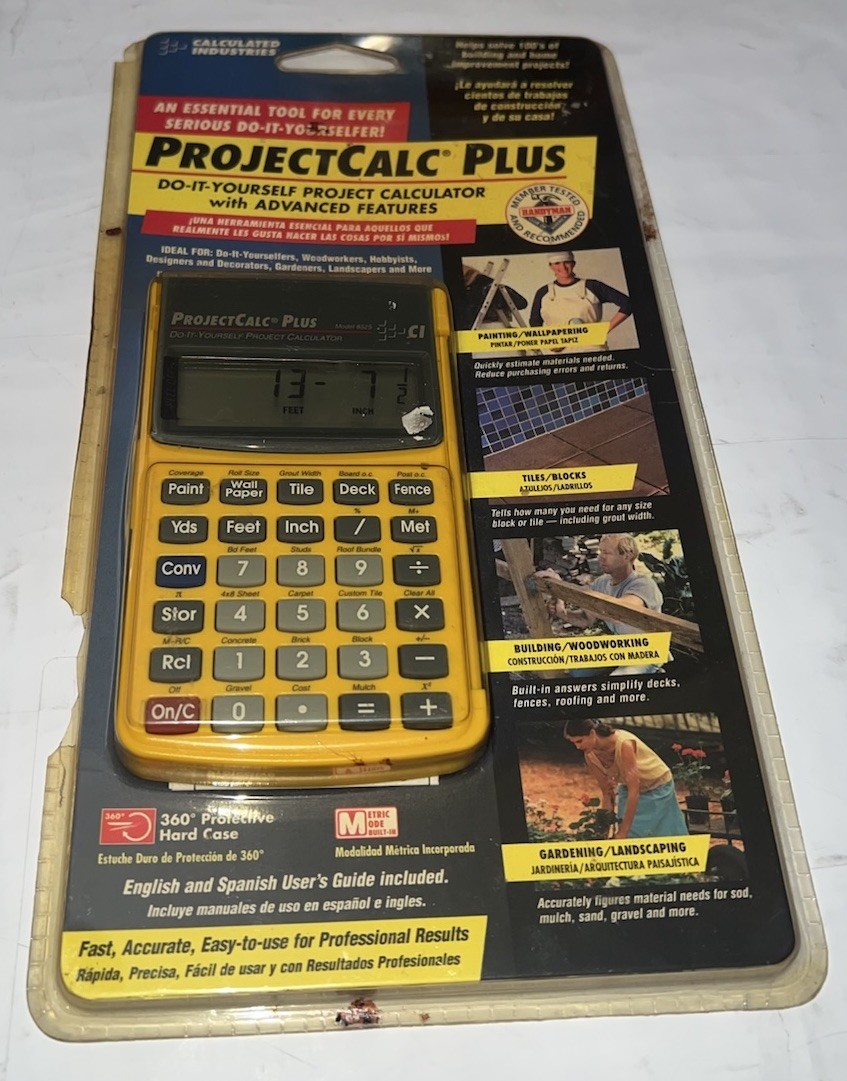 CALCULATED
INDUSTRIES
Helps solve 100's of
building and home
improvement projects!
¡Le ayudará a resolver
cientos de trabajos
de construcción
y de su casa!
AN ESSENTIAL TOOL FOR EVERY
SERIOUS DO-IT-YOURSELFER!
PROJECTCALC® PLUS
DO-IT-YOURSELF PROJECT CALCULATOR
with ADVANCED FEATURES
¡UNA HERRAMIENTA ESENCIAL PARA AQUELLOS QUE
REALMENTE LES GUSTA HACER LAS COSAS POR SÍ MISMOS!
MEMBER TESTED
HANDYMAN
AND RECOMMENDED
IDEAL FOR: Do-It-Yourselfers, Woodworkers, Hobbyists,
Designers and Decorators, Gardeners, Landscapers and More
PROJECTCALC® PLUS
Model 8525
CI
DO-IT-YOURSELF PROJECT CALCULATOR
13- 7 1/2
FEET INCH
Coverage Roll Size Grout Width Board o.c. Post o.c.
Paint Wall Paper Tile Deck Fence
% M+
Yds Feet Inch / Met
Bd Feet Studs Roof Bundle √x
Conv 7 8 9 ÷
π 4x8 Sheet Carpet Custom Tile Clear All
Stor 4 5 6 ×
M-R/C Concrete Brick Block +/−
Rcl 1 2 3 −
Off Gravel Cost Mulch X²
On/C 0 • = +
PAINTING/WALLPAPERING
PINTAR/PONER PAPEL TAPIZ
Quickly estimate materials needed.
Reduce purchasing errors and returns.
TILES/BLOCKS
AZULEJOS/LADRILLOS
Tells how many you need for any size
block or tile — including grout width.
BUILDING/WOODWORKING
CONSTRUCCIÓN/TRABAJOS CON MADERA
Built-in answers simplify decks,
fences, roofing and more.
GARDENING/LANDSCAPING
JARDINERÍA/ARQUITECTURA PAISAJÍSTICA
Accurately figures material needs for sod,
mulch, sand, gravel and more.
360°
360° Protective
Hard Case
Estuche Duro de Protección de 360°
METRIC
MODE
BUILT-IN
Modalidad Métrica Incorporada
English and Spanish User's Guide included.
Incluye manuales de uso en español e ingles.
Fast, Accurate, Easy-to-use for Professional Results
Rápida, Precisa, Fácil de usar y con Resultados Profesionales